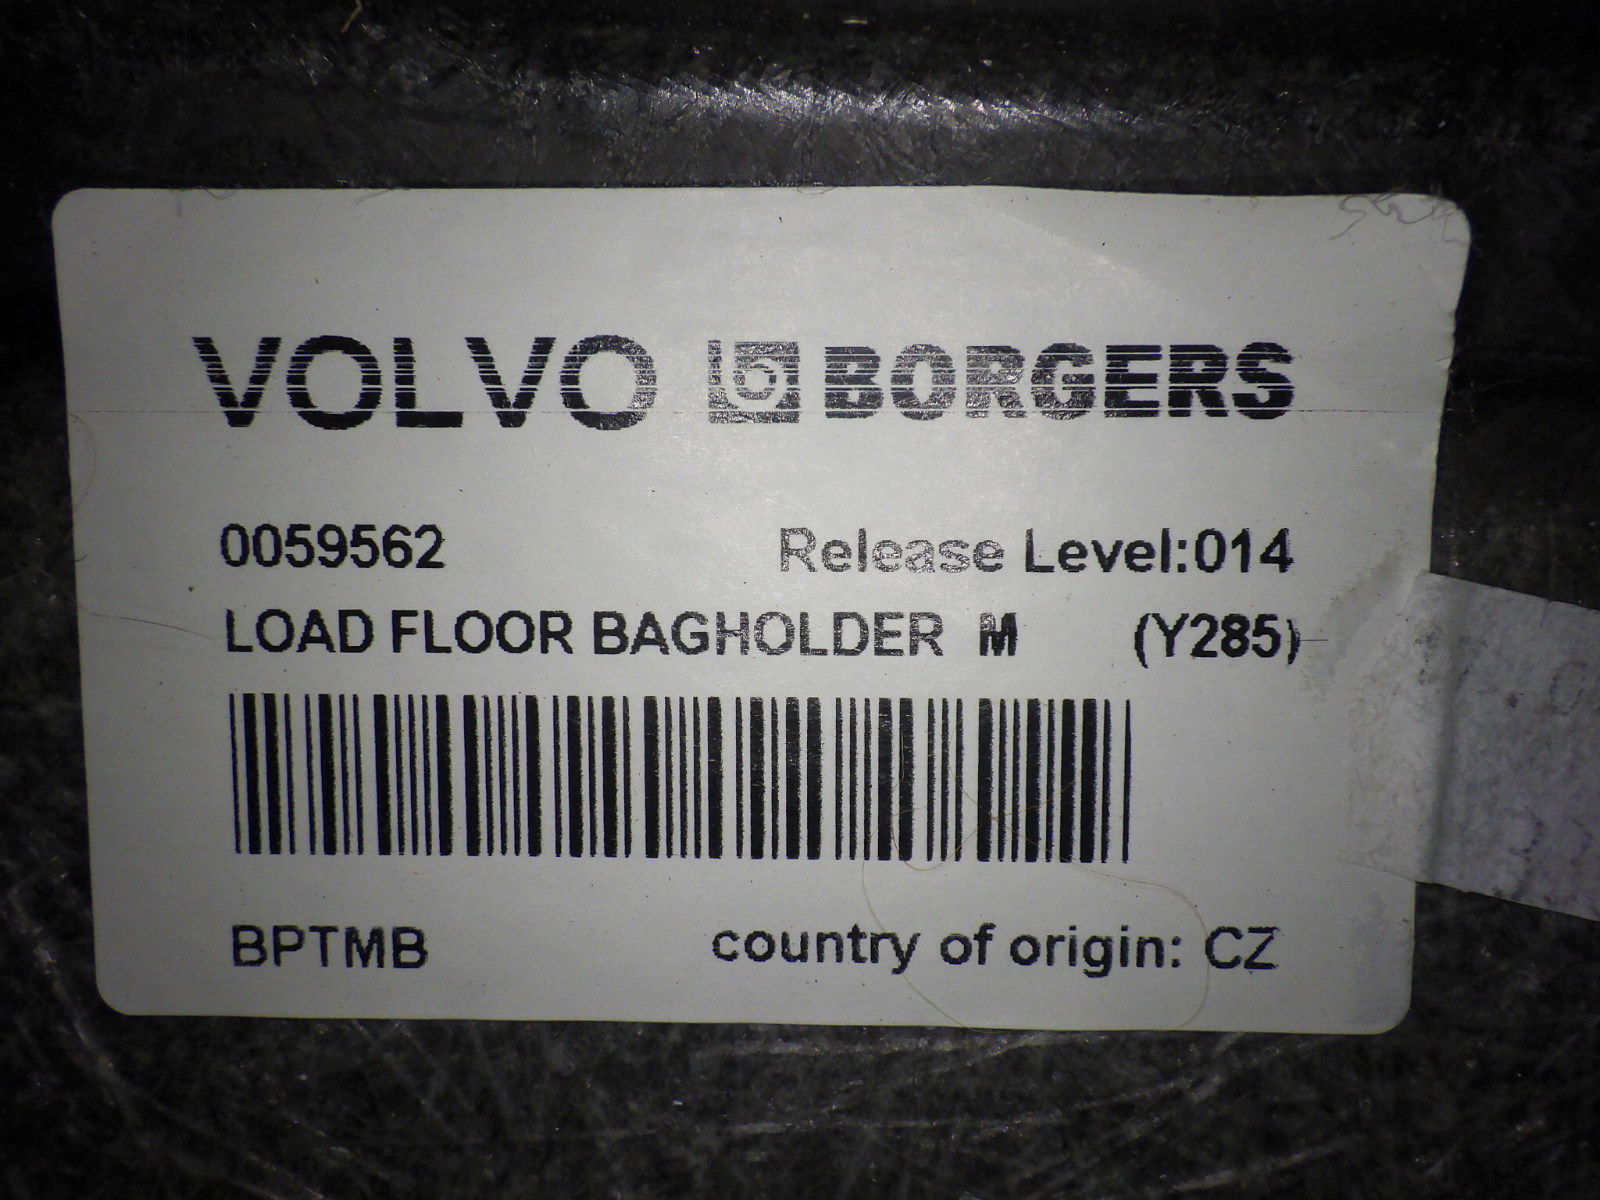 VOLVO BORGERS
0059562 Release Level:014
LOAD FLOOR BAGHOLDER M (Y285)
BPTMB country of origin: CZ